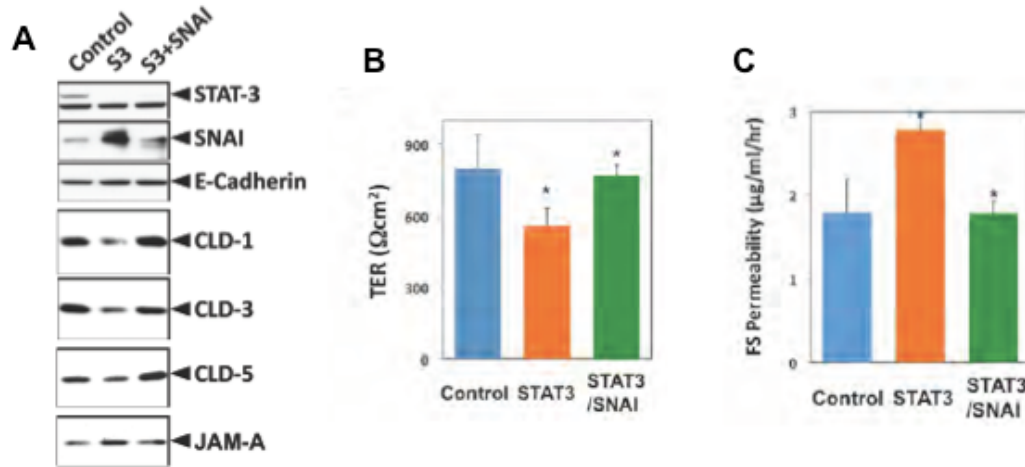 A
Control
S3
S3+SNAI
STAT-3
SNAI
E-Cadherin
CLD-1
CLD-3
CLD-5
JAM-A
B
TER (Ωcm²)
900
600
300
0
*
*
Control
STAT3
STAT3
/SNAI
C
FS Permeability (µg/ml/hr)
3
2
1
0
*
*
Control
STAT3
STAT3
/SNAI